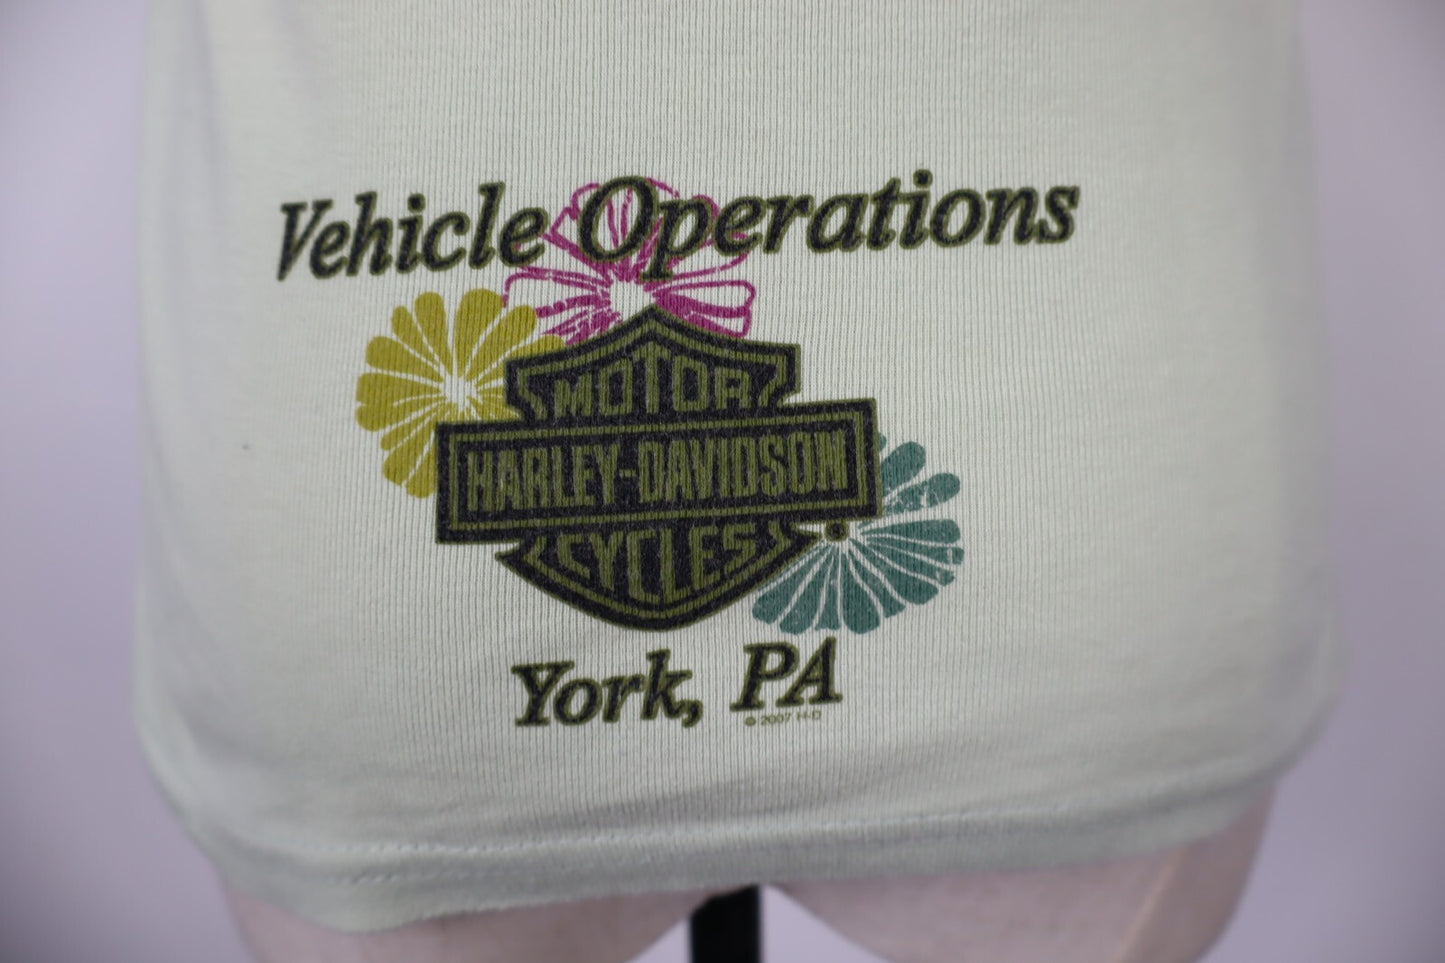 Vehicle Operations
MOTOR
HARLEY-DAVIDSON
CYCLES
York, PA
© 2007 H-D